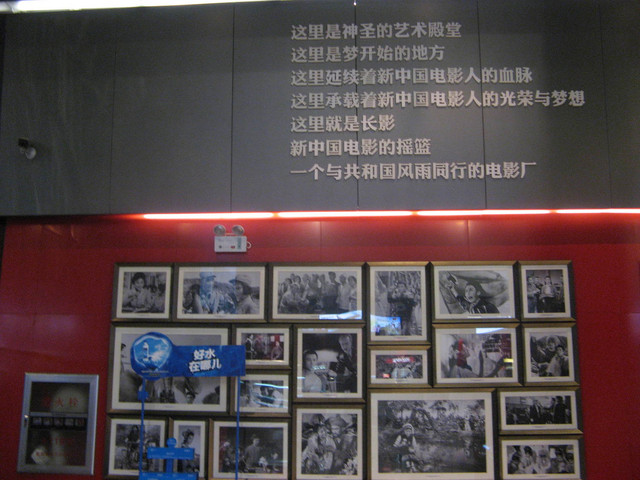 这里是神圣的艺术殿堂
这里是梦开始的地方
这里延续着新中国电影人的血脉
这里承载着新中国电影人的光荣与梦想
这里就是长影
新中国电影的摇篮
一个与共和国风雨同行的电影厂
好水
在哪儿